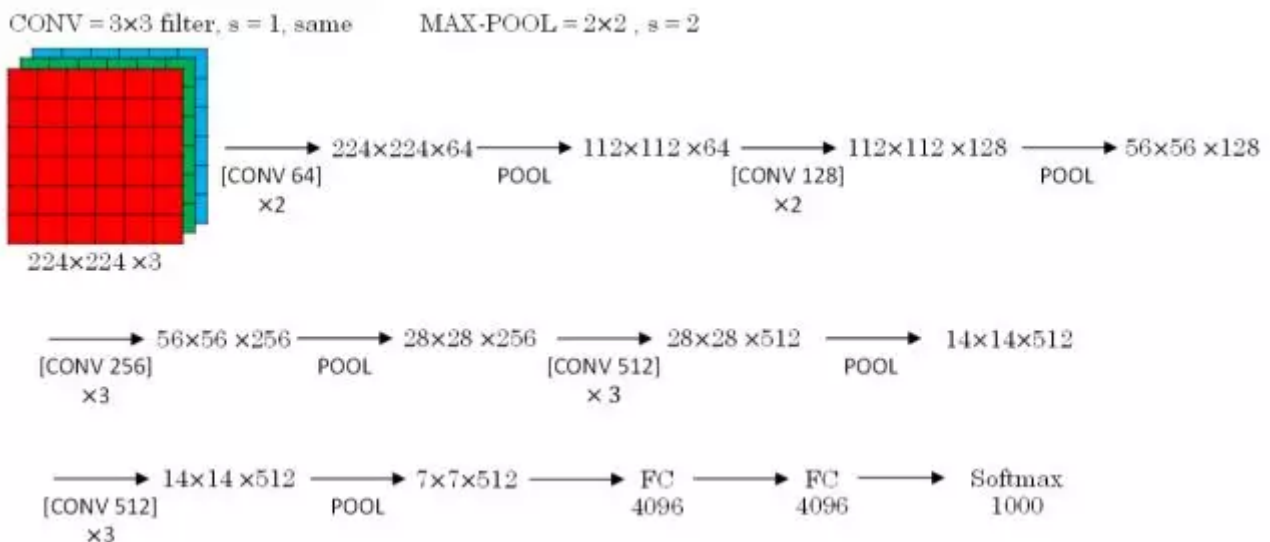 CONV = 3×3 filter, s = 1, same MAX-POOL = 2×2 , s = 2
224×224×64 112×112 ×64 112×112 ×128 56×56 ×128
[CONV 64] POOL [CONV 128] POOL
×2 ×2
224×224 ×3
56×56 ×256 28×28 ×256 28×28 ×512 14×14×512
[CONV 256] POOL [CONV 512] POOL
×3 × 3
14×14 ×512 7×7×512 FC FC Softmax
[CONV 512] POOL 4096 4096 1000
×3